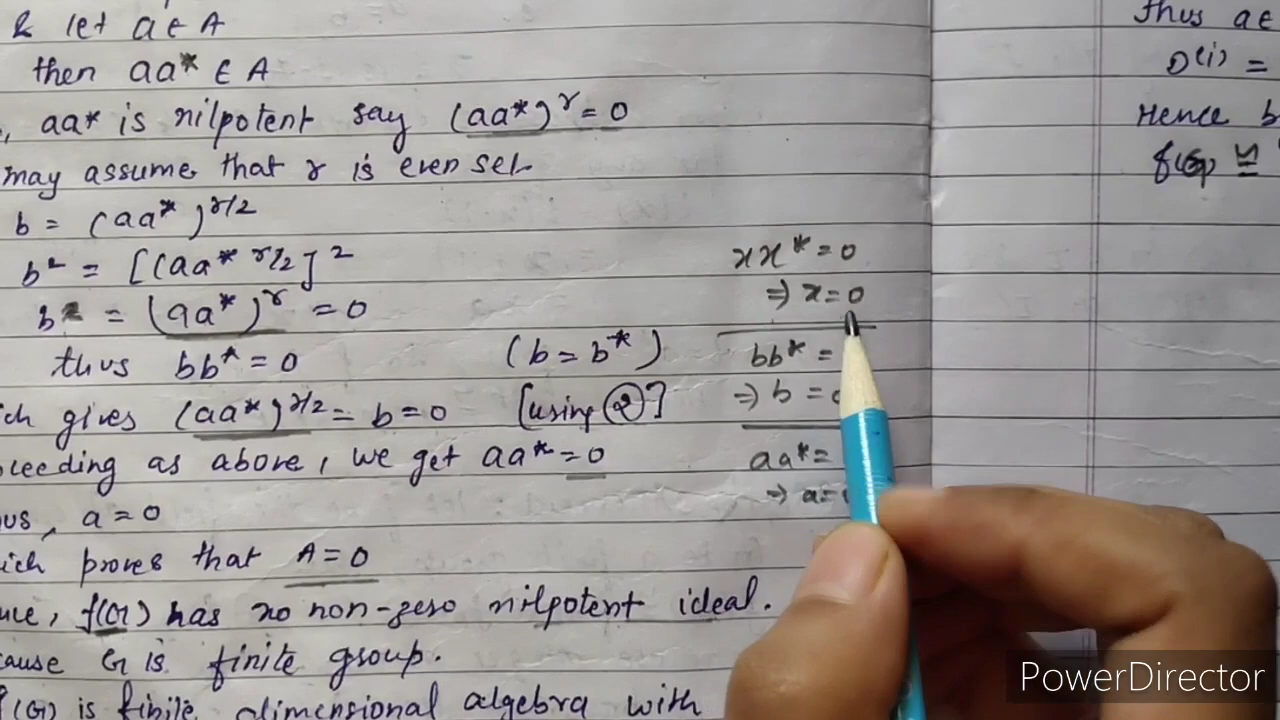 & let a ∈ A
then aa* ∈ A
aa* is nilpotent say (aa*)^r = 0
may assume that r is even set
b = (aa*)^r/2
b² = [(aa* r/2]²
b² = (aa*)^r = 0
thus bb* = 0 (b = b*)
ich gives (aa*)^r/2 = b = 0 [using ②]
ceeding as above, we get aa* = 0
us, a = 0
ich proves that A = 0
nce, f(G) has no non-zero nilpotent ideal.
cause G is finite group.
(G) is finite dimensional algebra with
xx* = 0
⇒ x = 0
bb* =
⇒ b =
aa* =
⇒ a =
Thus a ∈
D(i) =
Hence b
f(G) ≅
PowerDirector